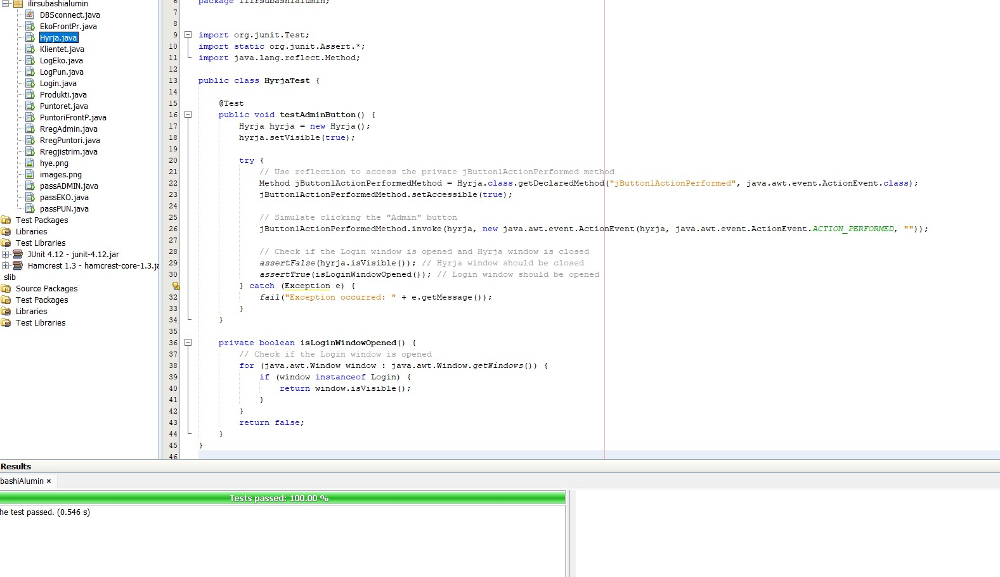 ilirsubashialumin
DBSconnect.java
EkoFrontPr.java
Hyrja.java
Klientet.java
LogEko.java
LogPun.java
Login.java
Produkti.java
Puntoret.java
PuntoriFrontP.java
RregAdmin.java
RregPuntori.java
Rregjistrim.java
hye.png
images.png
passADMIN.java
passEKO.java
passPUN.java
Test Packages
Libraries
Test Libraries
JUnit 4.12 - junit-4.12.jar
Hamcrest 1.3 - hamcrest-core-1.3.ja
slib
Source Packages
Test Packages
Libraries
Test Libraries
6 package ilirsubashialumin;
7
8
9 import org.junit.Test;
10 import static org.junit.Assert.*;
11 import java.lang.reflect.Method;
12
13 public class HyrjaTest {
14
15 @Test
16 public void testAdminButton() {
17 Hyrja hyrja = new Hyrja();
18 hyrja.setVisible(true);
19
20 try {
21 // Use reflection to access the private jButton1ActionPerformed method
22 Method jButton1ActionPerformedMethod = Hyrja.class.getDeclaredMethod("jButton1ActionPerformed", java.awt.event.ActionEvent.class);
23 jButton1ActionPerformedMethod.setAccessible(true);
24
25 // Simulate clicking the "Admin" button
26 jButton1ActionPerformedMethod.invoke(hyrja, new java.awt.event.ActionEvent(hyrja, java.awt.event.ActionEvent.ACTION_PERFORMED, ""));
27
28 // Check if the Login window is opened and Hyrja window is closed
29 assertFalse(hyrja.isVisible()); // Hyrja window should be closed
30 assertTrue(isLoginWindowOpened()); // Login window should be opened
} catch (Exception e) {
32 fail("Exception occurred: " + e.getMessage());
33 }
34 }
35
36 private boolean isLoginWindowOpened() {
37 // Check if the Login window is opened
38 for (java.awt.Window window : java.awt.Window.getWindows()) {
39 if (window instanceof Login) {
40 return window.isVisible();
41 }
42 }
43 return false;
44 }
45 }
46
Results
bashiAlumin ×
Tests passed: 100.00 %
he test passed. (0.546 s)